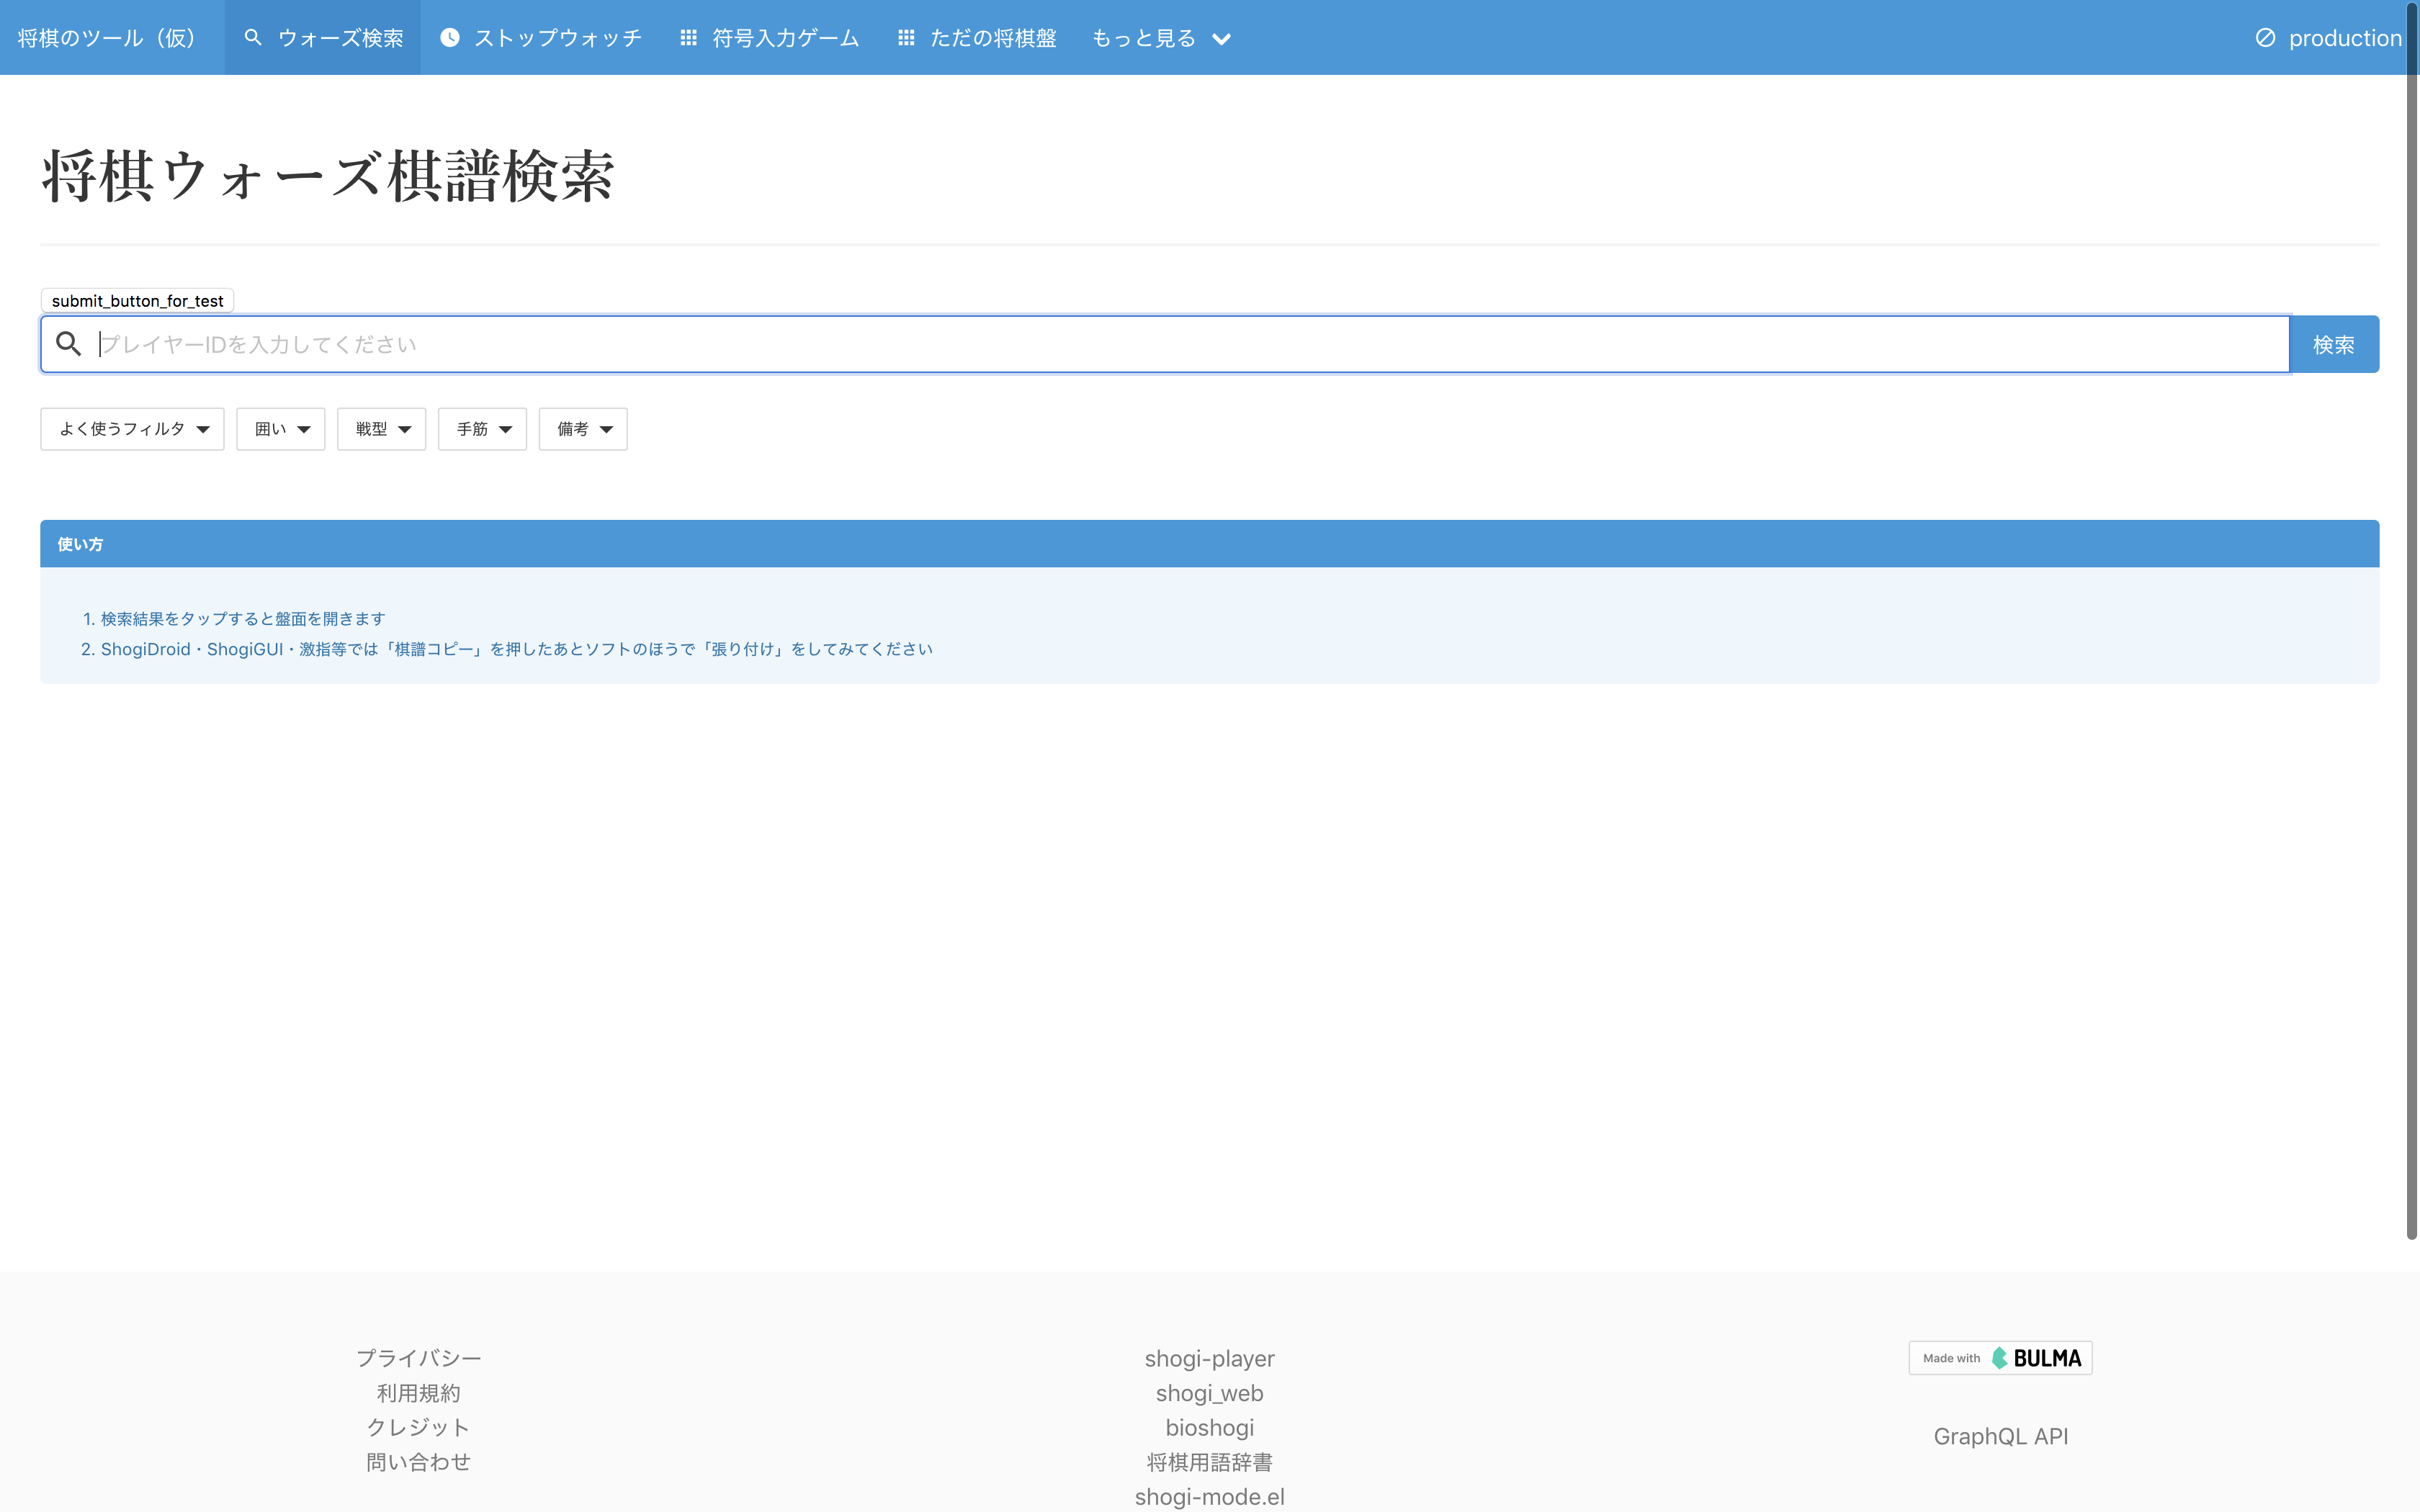 将棋のツール（仮） ウォーズ検索 ストップウォッチ 符号入力ゲーム ただの将棋盤 もっと見る production
将棋ウォーズ棋譜検索
submit_button_for_test
プレイヤーIDを入力してください 検索
よく使うフィルタ 囲い 戦型 手筋 備考
使い方
1. 検索結果をタップすると盤面を開きます
2. ShogiDroid・ShogiGUI・激指等では「棋譜コピー」を押したあとソフトのほうで「張り付け」をしてみてください
プライバシー
利用規約
クレジット
問い合わせ
shogi-player
shogi_web
bioshogi
将棋用語辞書
shogi-mode.el
Made with BULMA
GraphQL API